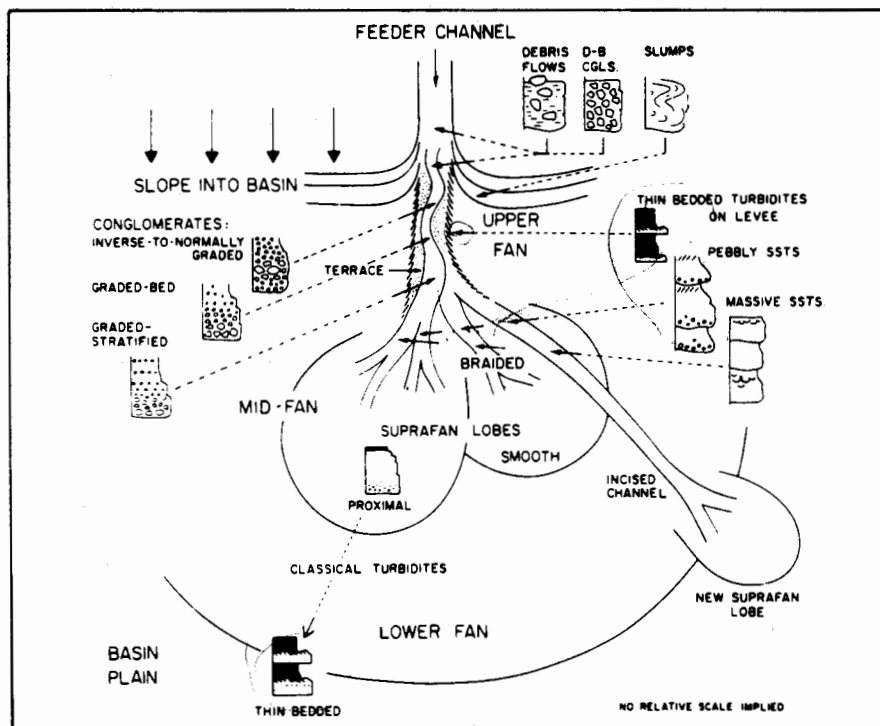 FEEDER CHANNEL
DEBRIS FLOWS
D-B CGLS.
SLUMPS
SLOPE INTO BASIN
CONGLOMERATES:
INVERSE-TO-NORMALLY
GRADED
GRADED-BED
GRADED-
STRATIFIED
TERRACE
UPPER
FAN
THIN BEDDED TURBIDITES
ON LEVEE
PEBBLY SSTS
MASSIVE SSTS.
BRAIDED
MID-FAN
SUPRAFAN LOBES
SMOOTH
PROXIMAL
INCISED
CHANNEL
CLASSICAL TURBIDITES
NEW SUPRAFAN
LOBE
LOWER FAN
BASIN
PLAIN
THIN BEDDED
NO RELATIVE SCALE IMPLIED